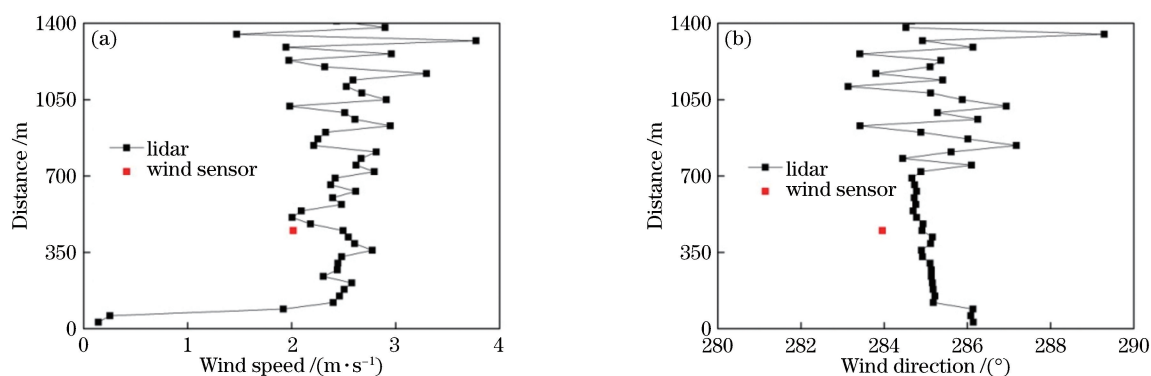 1400
(a)
1050
lidar
wind sensor
700
350
0
0 1 2 3 4
Distance /m
Wind speed /(m·s⁻¹)
1400
(b)
1050
700
lidar
wind sensor
350
0
280 282 284 286 288 290
Distance /m
Wind direction /(°)